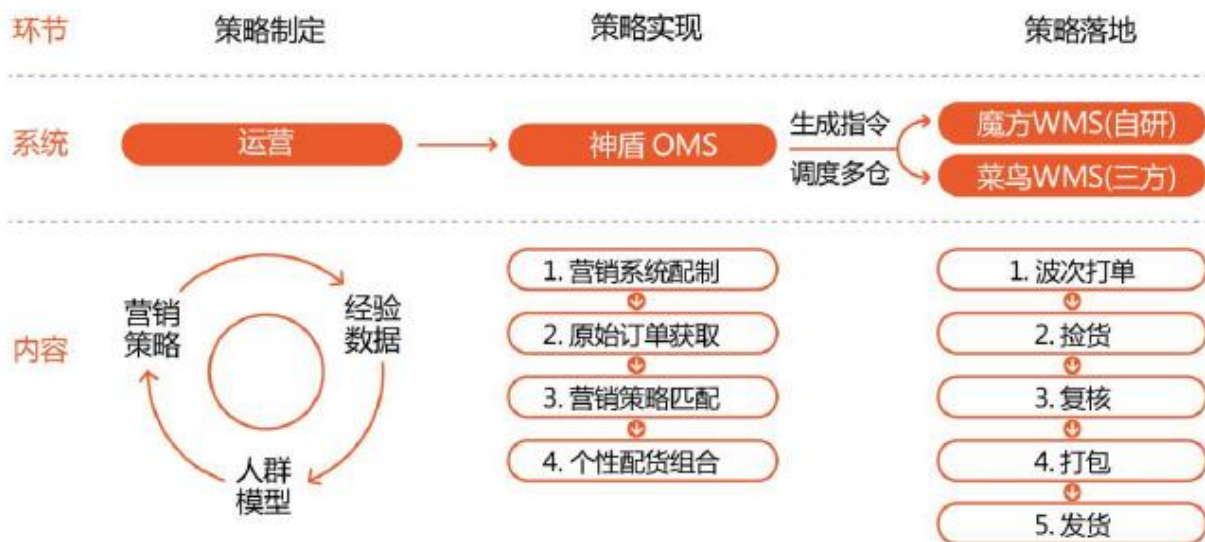 环节 策略制定 策略实现 策略落地
系统 运营 神盾 OMS 生成指令 调度多仓 魔方WMS(自研)
菜鸟WMS(三方)
内容
营销
策略
经验
数据
人群
模型
1. 营销系统配制
2. 原始订单获取
3. 营销策略匹配
4. 个性配货组合
1. 波次打单
2. 捡货
3. 复核
4. 打包
5. 发货